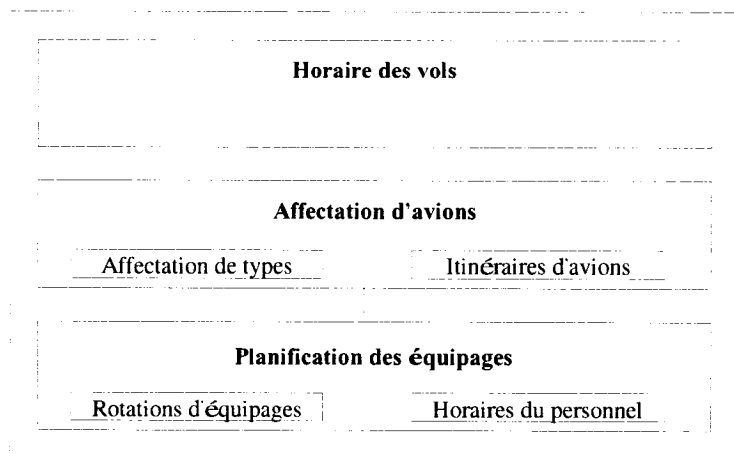 Horaire des vols
Affectation d'avions
Affectation de types Itinéraires d'avions
Planification des équipages
Rotations d'équipages Horaires du personnel